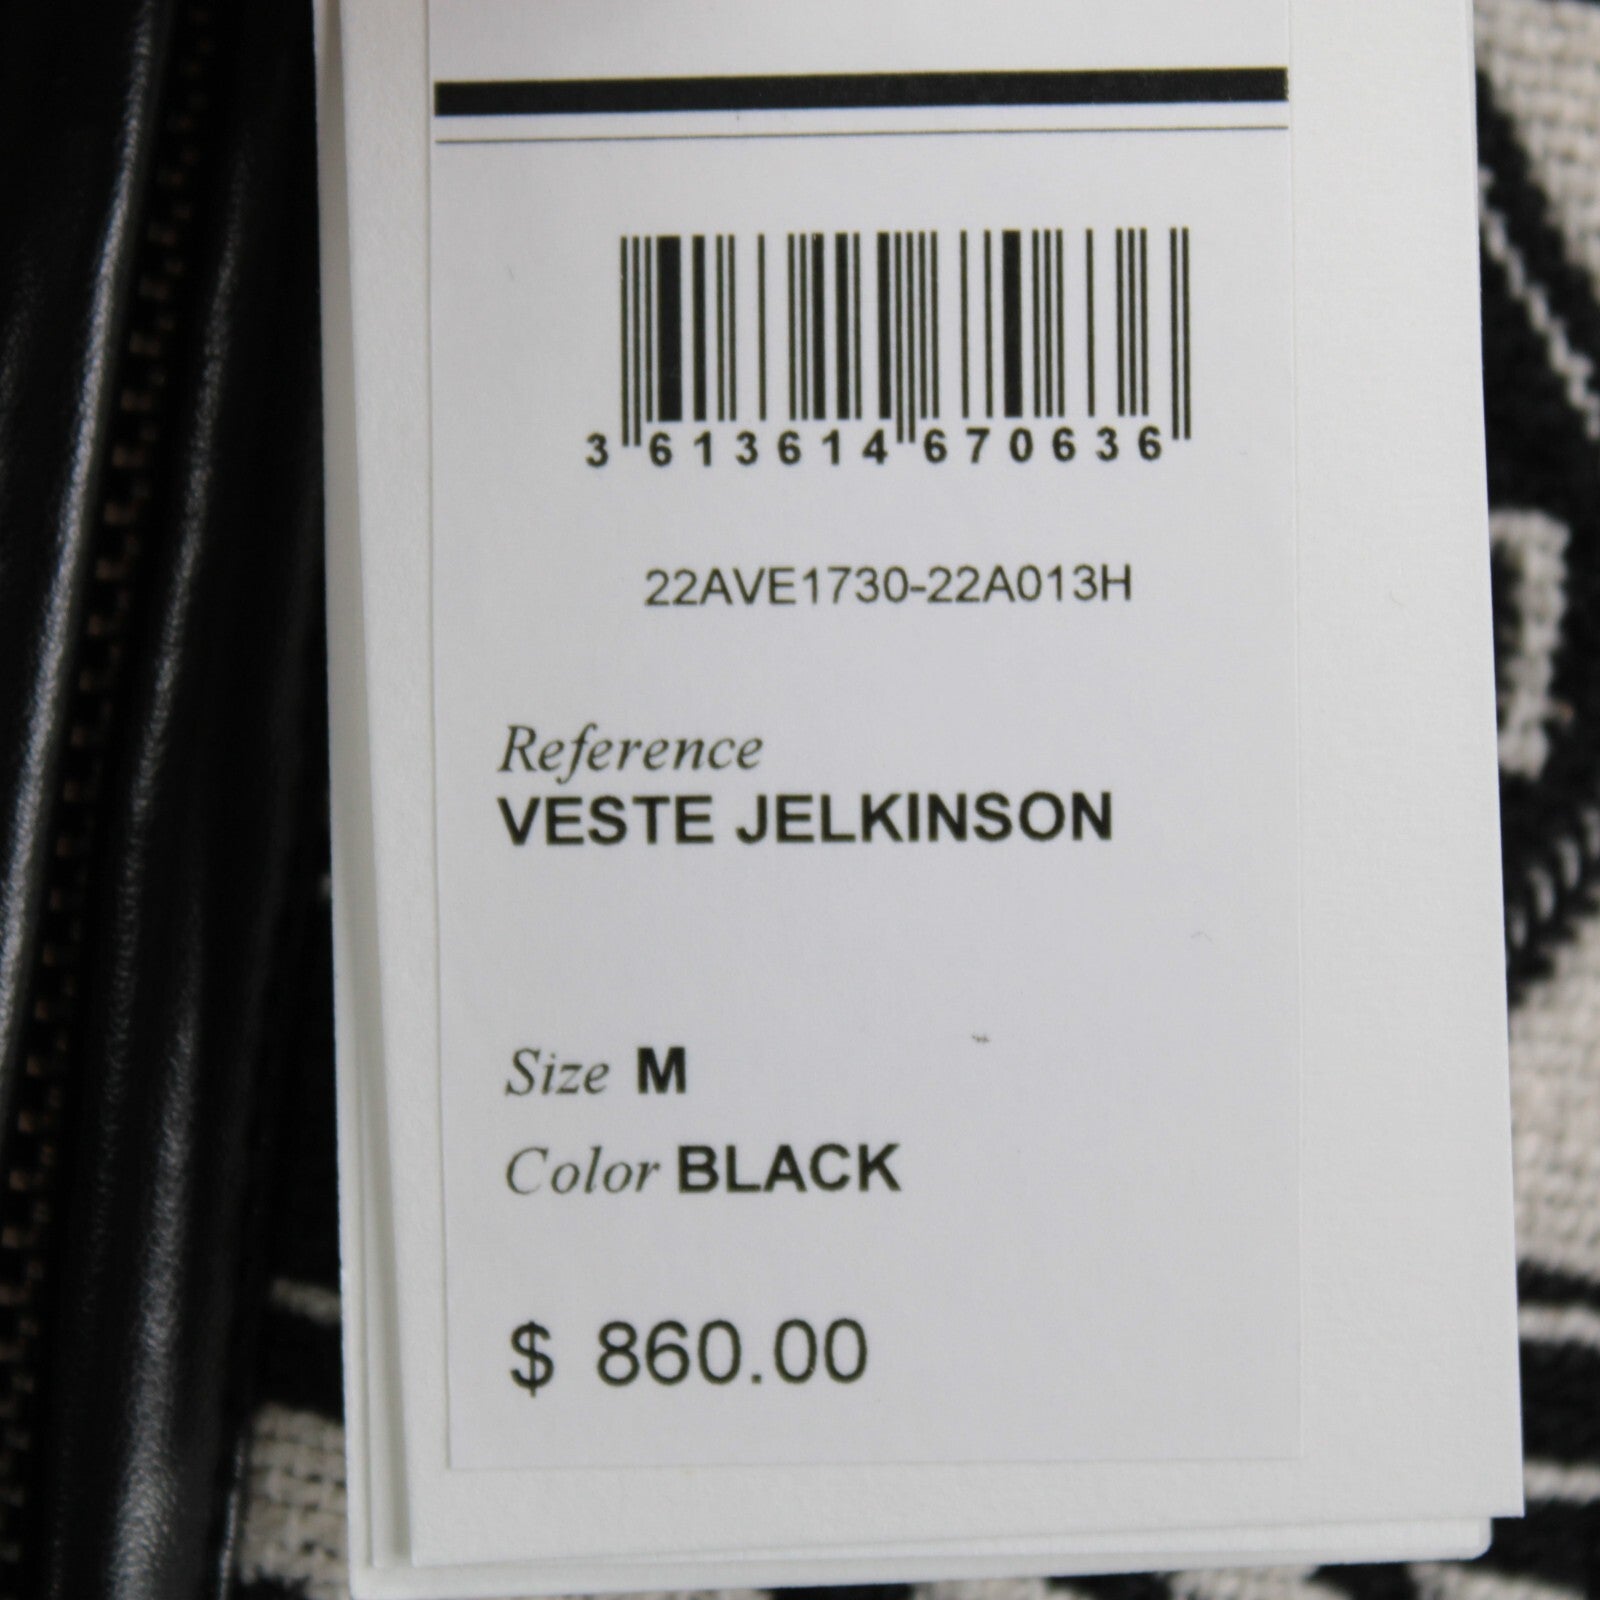 3 613614 670636
22AVE1730-22A013H
Reference
VESTE JELKINSON
Size M
Color BLACK
$ 860.00